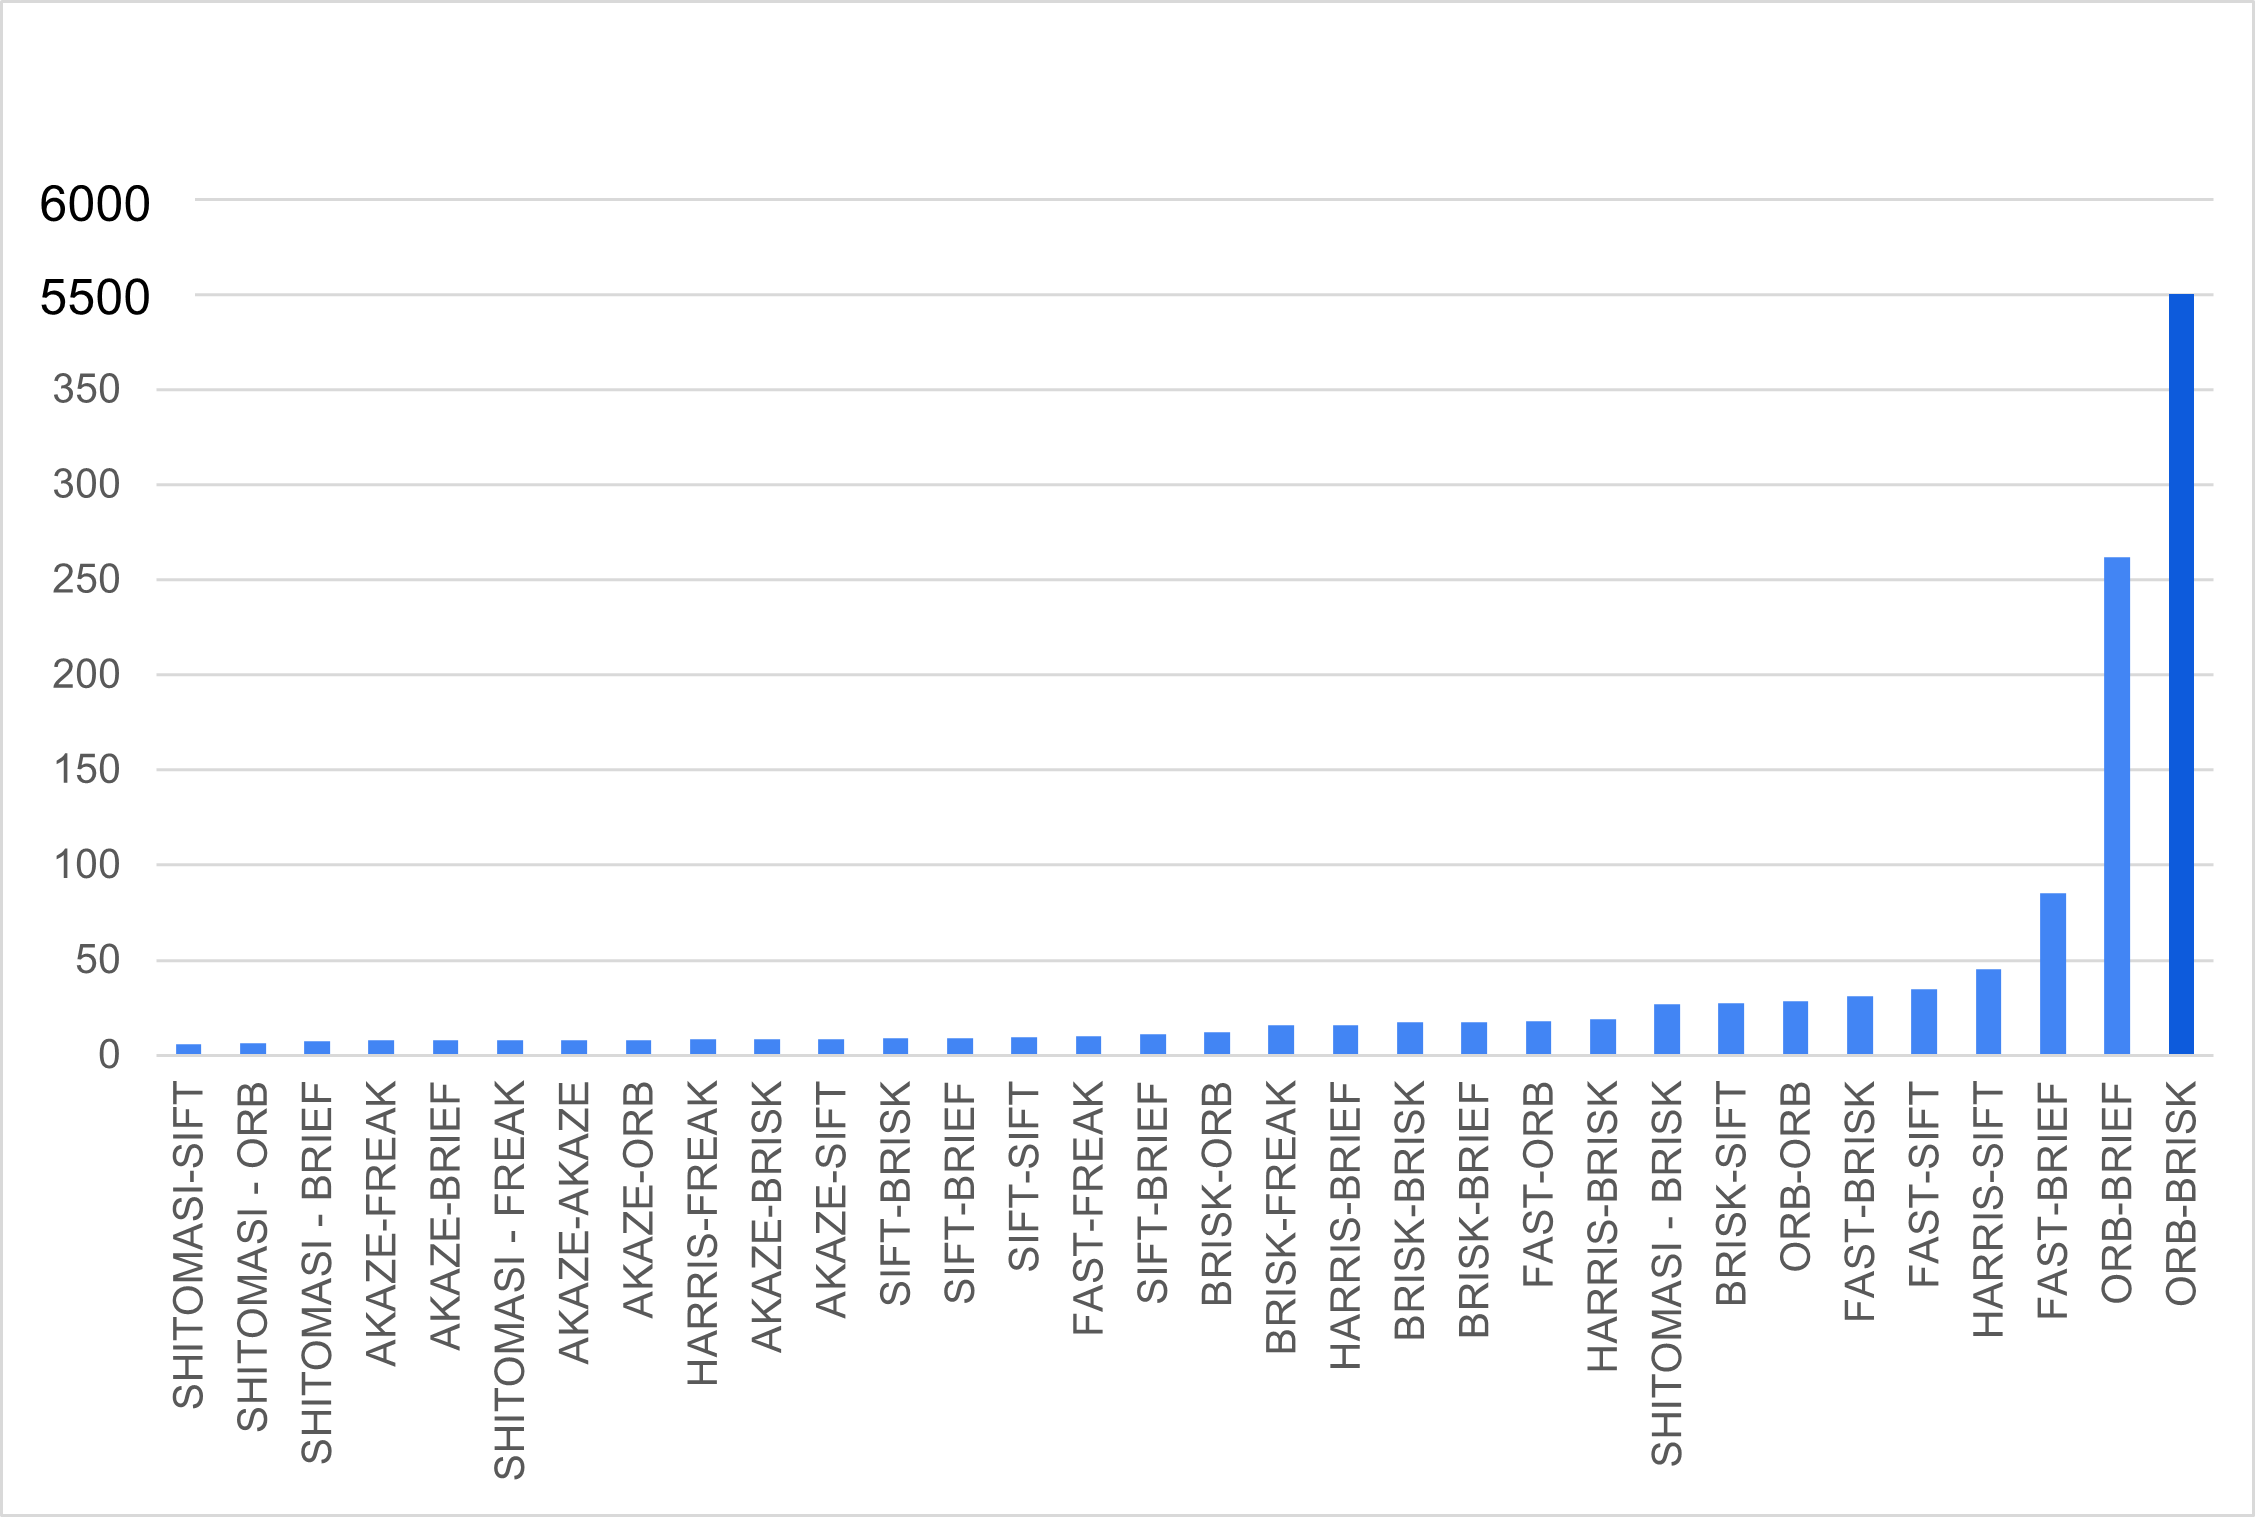 6000
5500
350
300
250
200
150
100
50
0
SHITOMASI-SIFT
SHITOMASI - ORB
SHITOMASI - BRIEF
AKAZE-FREAK
AKAZE-BRIEF
SHITOMASI - FREAK
AKAZE-AKAZE
AKAZE-ORB
HARRIS-FREAK
AKAZE-BRISK
AKAZE-SIFT
SIFT-BRISK
SIFT-BRIEF
SIFT-SIFT
FAST-FREAK
SIFT-BRIEF
BRISK-ORB
BRISK-FREAK
HARRIS-BRIEF
BRISK-BRISK
BRISK-BRIEF
FAST-ORB
HARRIS-BRISK
SHITOMASI - BRISK
BRISK-SIFT
ORB-ORB
FAST-BRISK
FAST-SIFT
HARRIS-SIFT
FAST-BRIEF
ORB-BRIEF
ORB-BRISK